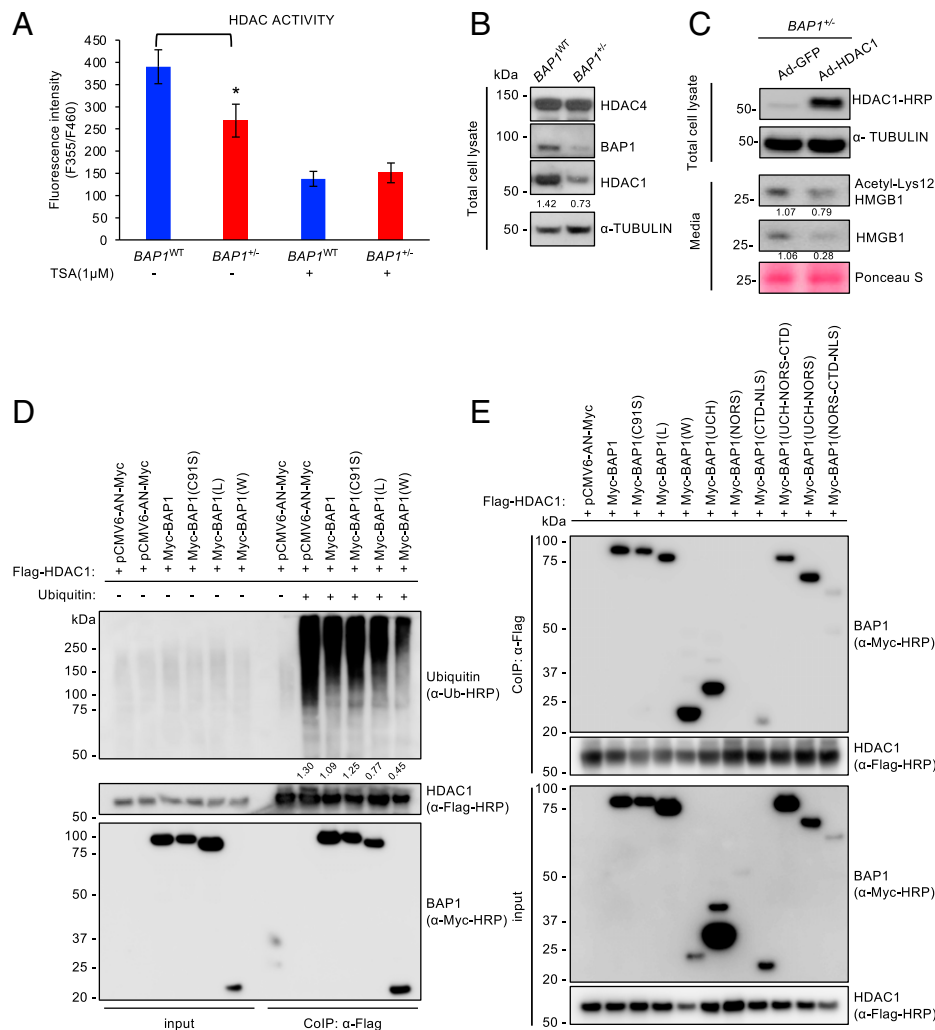 A
HDAC ACTIVITY
Fluorescence intensity
(F355/F460)
450
400
350
300
250
200
150
100
50
0
*
BAP1WT BAP1+/- BAP1WT BAP1+/-
TSA(1μM) - - + +
B
BAP1WT BAP1+/-
kDa
Total cell lysate
150- HDAC4
100-
BAP1
50- HDAC1
1.42 0.73
50- α-TUBULIN
C
BAP1+/-
Ad-GFP Ad-HDAC1
Total cell lysate
50- HDAC1-HRP
50- α- TUBULIN
Media
25- Acetyl-Lys12
HMGB1
1.07 0.79
25- HMGB1
1.06 0.28
25- Ponceau S
D
pCMV6-AN-Myc pCMV6-AN-Myc Myc-BAP1 Myc-BAP1(C91S) Myc-BAP1(L) Myc-BAP1(W) pCMV6-AN-Myc pCMV6-AN-Myc Myc-BAP1 Myc-BAP1(C91S) Myc-BAP1(L) Myc-BAP1(W)
Flag-HDAC1: + + + + + + + + + + + +
Ubiquitin: - - - - - - - + + + + +
kDa
250 -
150 -
100 -
75 -
50 -
Ubiquitin
(α-Ub-HRP)
1.30 1.09 1.25 0.77 0.45
50 -
HDAC1
(α-Flag-HRP)
100 -
75 -
50 -
37 -
25 -
20 -
BAP1
(α-Myc-HRP)
input CoIP: α-Flag
E
pCMV6-AN-Myc Myc-BAP1 Myc-BAP1(C91S) Myc-BAP1(L) Myc-BAP1(W) Myc-BAP1(UCH) Myc-BAP1(NORS) Myc-BAP1(CTD-NLS) Myc-BAP1(UCH-NORS-CTD) Myc-BAP1(UCH-NORS) Myc-BAP1(NORS-CTD-NLS)
Flag-HDAC1: + + + + + + + + + + +
kDa
CoIP: α-Flag
100 -
75 -
50 -
37 -
25 -
20 -
BAP1
(α-Myc-HRP)
50 -
HDAC1
(α-Flag-HRP)
input
100 -
75 -
50 -
37 -
25 -
20 -
BAP1
(α-Myc-HRP)
50 -
HDAC1
(α-Flag-HRP)